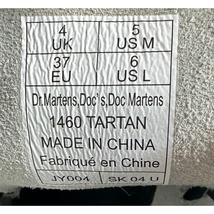 4 5
UK US M
37 6
EU US L
Dr.Martens,Doc's,Doc Martens
1460 TARTAN
MADE IN CHINA
Fabriqué en Chine
JY004 SK 04 U